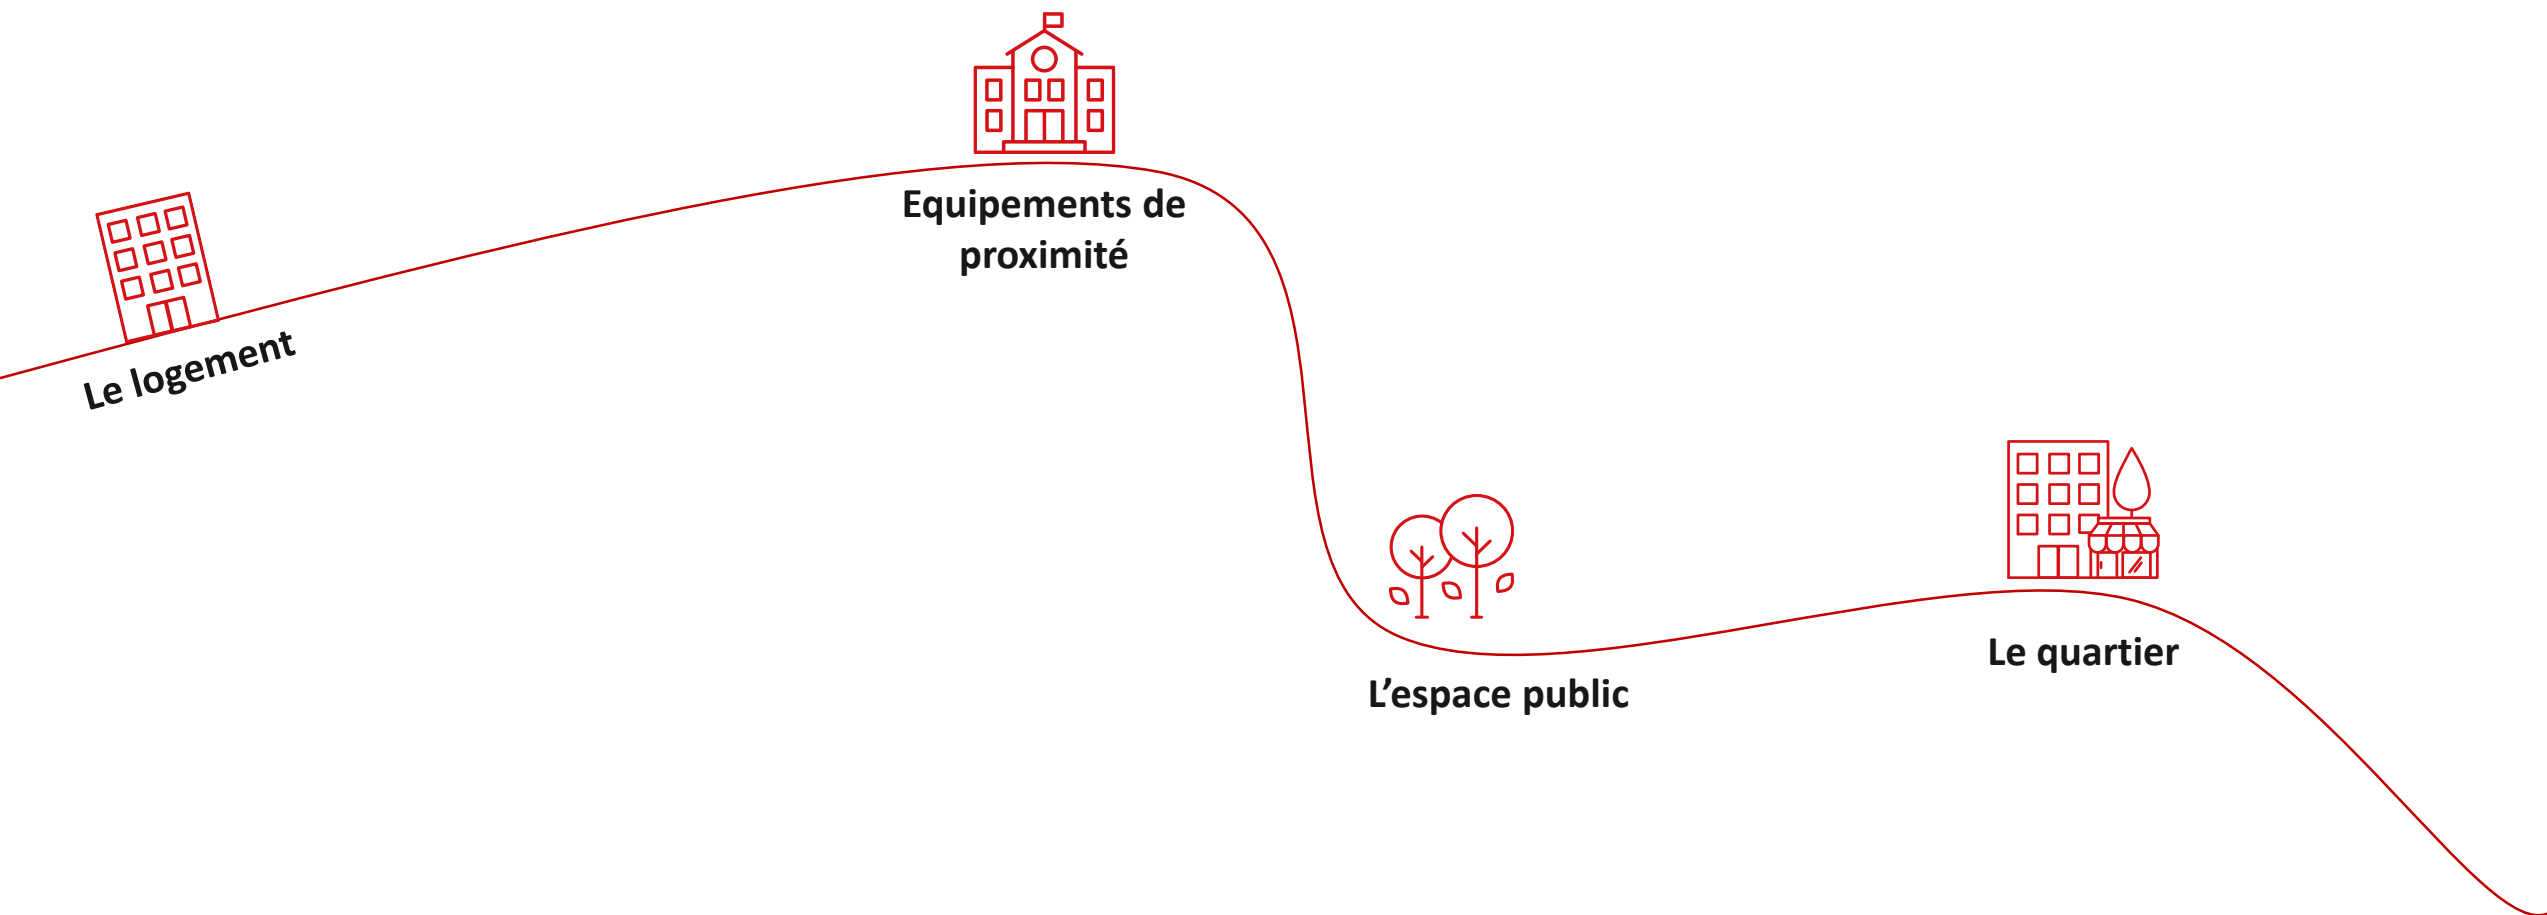 Le logement
Equipements de
proximité
L’espace public
Le quartier